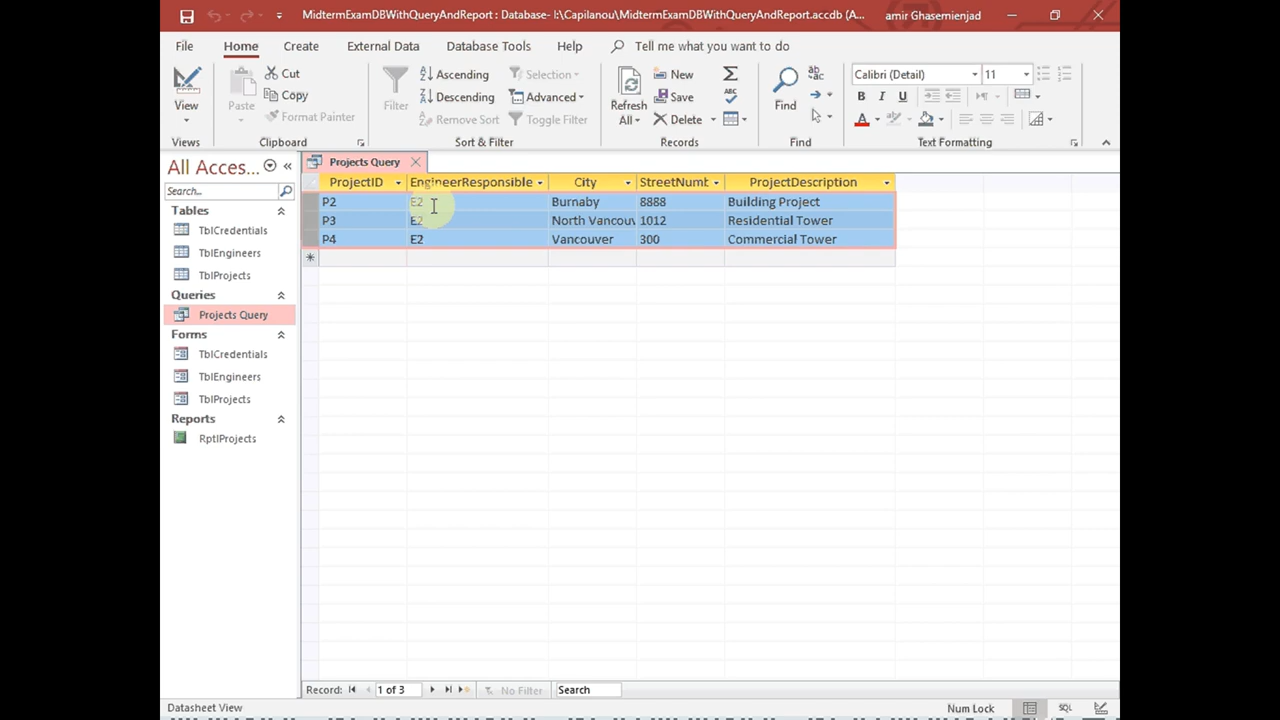 MidtermExamDBWithQueryAndReport : Database- I:\Capilanou\MidtermExamDBWithQueryAndReport.accdb (A... amir Ghasemienjad
File Home Create External Data Database Tools Help Tell me what you want to do
View
Views
Paste
Cut
Copy
Format Painter
Clipboard
Filter
Ascending
Descending
Remove Sort
Selection
Advanced
Toggle Filter
Sort & Filter
Refresh
All
New
Save
Delete
Records
Find
Find
Calibri (Detail) 11
B I U
Text Formatting
All Acces...
Search...
Tables
TblCredentials
TblEngineers
TblProjects
Queries
Projects Query
Forms
TblCredentials
TblEngineers
TblProjects
Reports
RptlProjects
Projects Query
ProjectID EngineerResponsible City StreetNumb ProjectDescription
P2 E2 Burnaby 8888 Building Project
P3 E2 North Vancouv 1012 Residential Tower
P4 E2 Vancouver 300 Commercial Tower
Record: 1 of 3 No Filter Search
Datasheet View Num Lock SQL